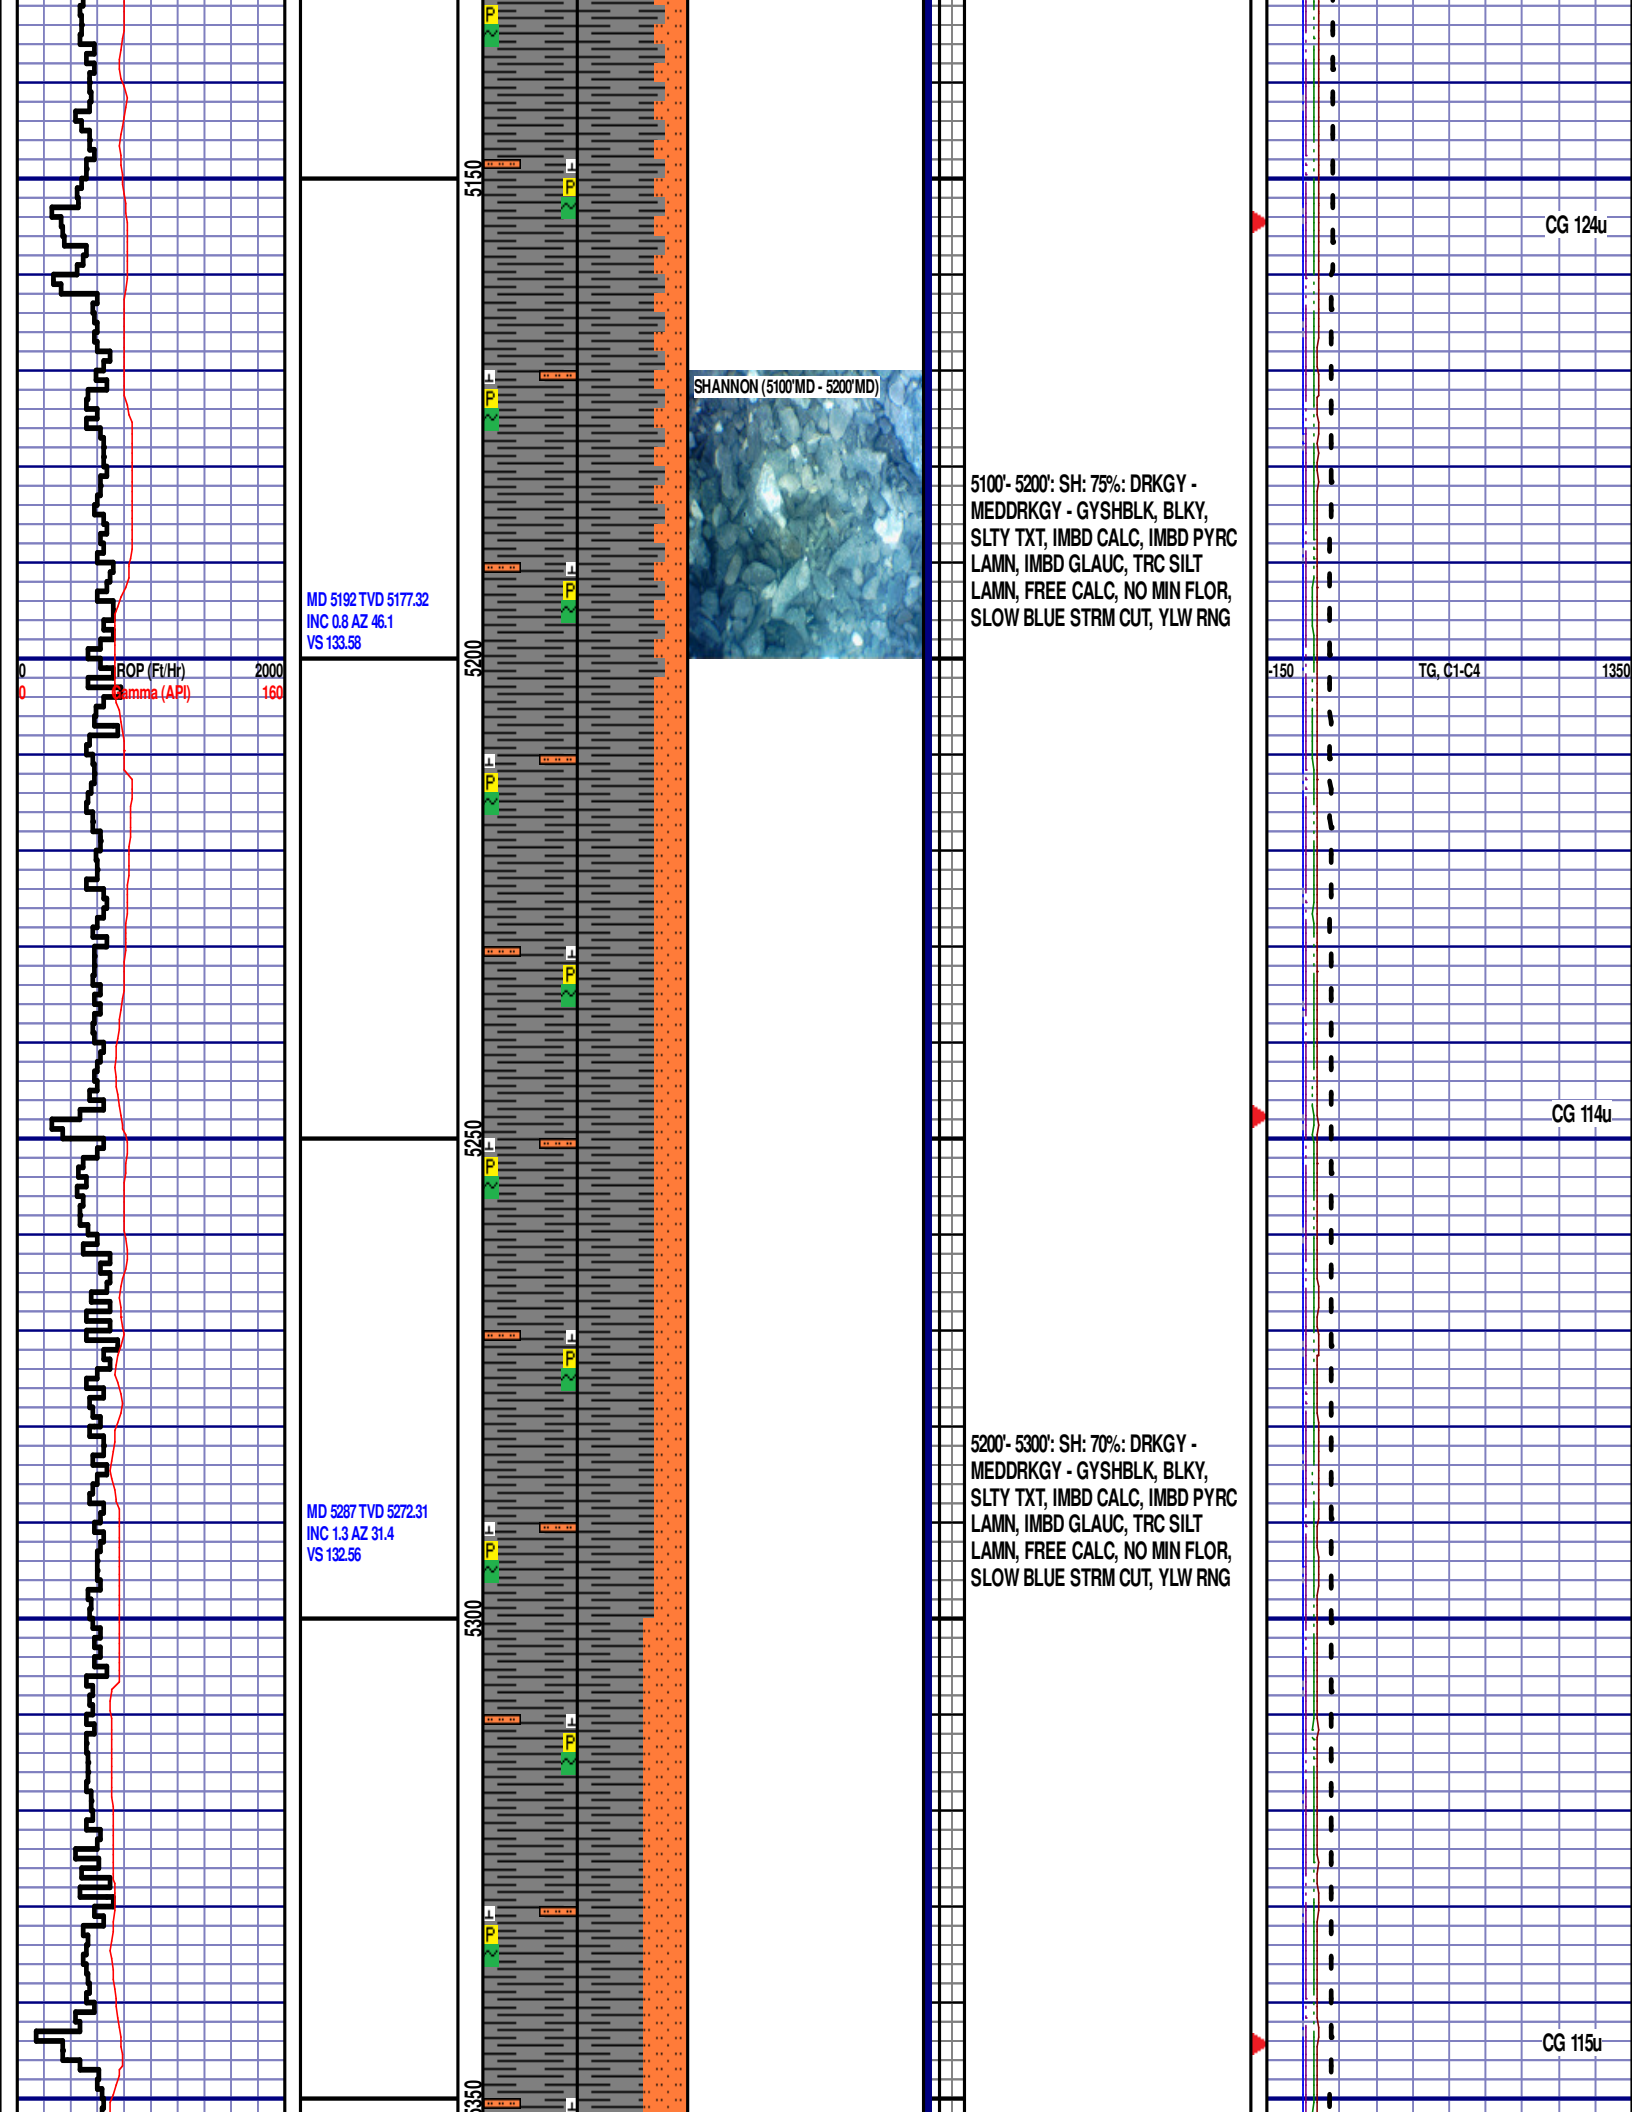 P
5150
P
CG 124u
SHANNON (5100'MD - 5200'MD)
P
5100'- 5200': SH: 75%: DRKGY -
MEDDRKGY - GYSHBLK, BLKY,
SLTY TXT, IMBD CALC, IMBD PYRC
LAMN, IMBD GLAUC, TRC SILT
LAMN, FREE CALC, NO MIN FLOR,
SLOW BLUE STRM CUT, YLW RNG
P
MD 5192 TVD 5177.32
INC 0.8 AZ 46.1
VS 133.58
5200
0 ROP (Ft/Hr) 2000
0 Gamma (API) 160
-150 TG, C1-C4 1350
P
P
CG 114u
5250
P
P
5200'- 5300': SH: 70%: DRKGY -
MEDDRKGY - GYSHBLK, BLKY,
SLTY TXT, IMBD CALC, IMBD PYRC
LAMN, IMBD GLAUC, TRC SILT
LAMN, FREE CALC, NO MIN FLOR,
SLOW BLUE STRM CUT, YLW RNG
MD 5287 TVD 5272.31
INC 1.3 AZ 31.4
VS 132.56
P
5300
P
P
CG 115u
5350